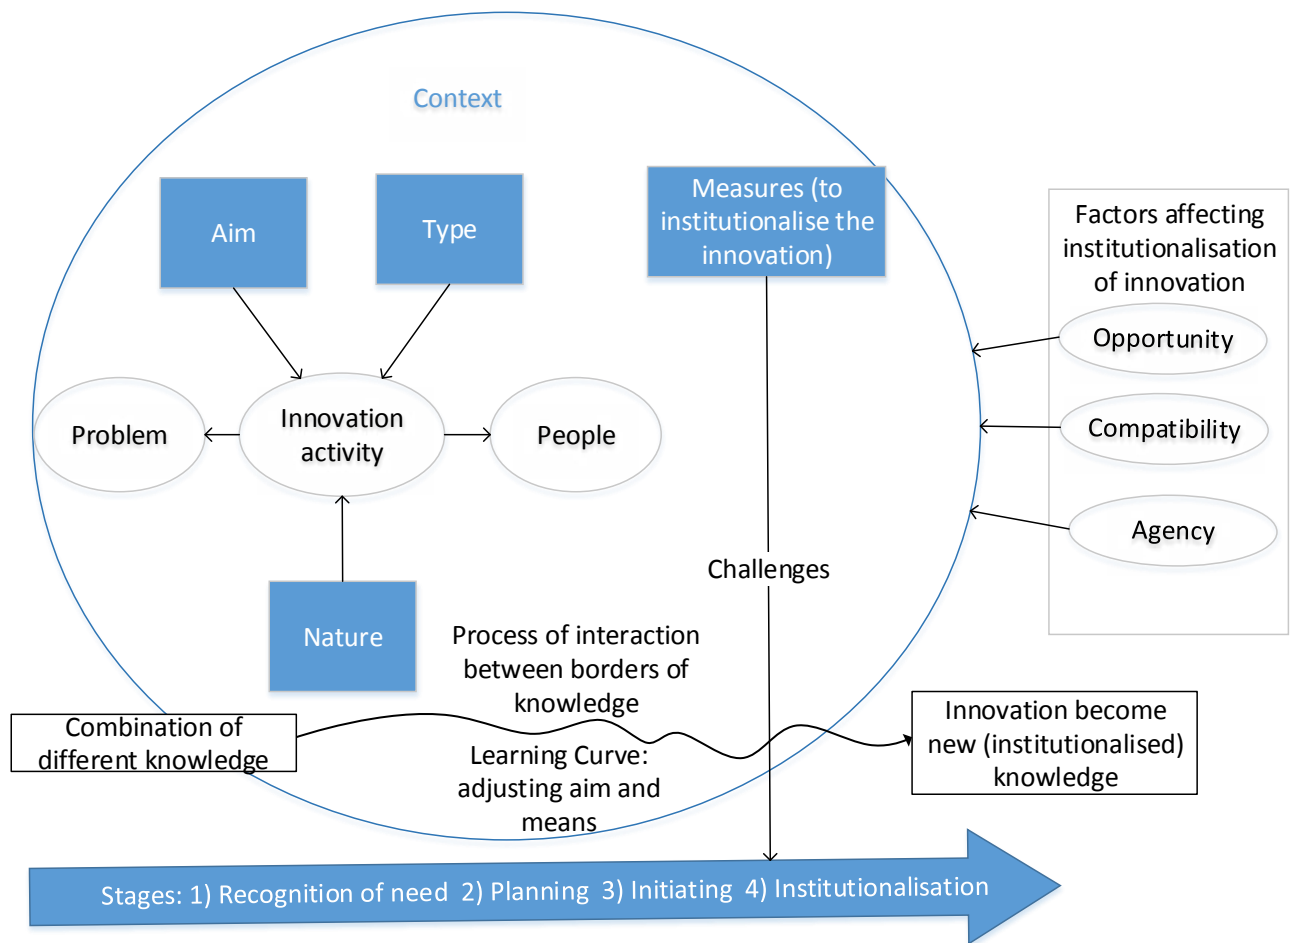 Context
Aim
Type
Measures (to
institutionalise the
innovation)
Factors affecting
institutionalisation
of innovation
Opportunity
Compatibility
Agency
Problem
Innovation
activity
People
Challenges
Nature
Process of interaction
between borders of
knowledge
Combination of
different knowledge
Learning Curve:
adjusting aim and
means
Innovation become
new (institutionalised)
knowledge
Stages: 1) Recognition of need 2) Planning 3) Initiating 4) Institutionalisation